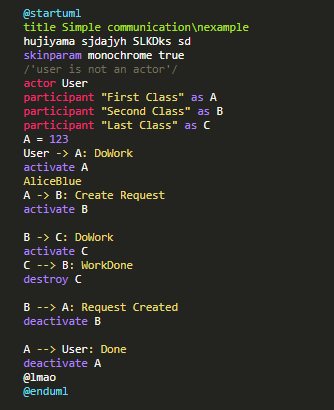 @startuml
title Simple communication\nexample
hujiyama sjdajyh SLKDks sd
skinparam monochrome true
/'user is not an actor'/
actor User
participant "First Class" as A
participant "Second Class" as B
participant "Last Class" as C
A = 123
User -> A: DoWork
activate A
AliceBlue
A -> B: Create Request
activate B
B -> C: DoWork
activate C
C --> B: WorkDone
destroy C
B --> A: Request Created
deactivate B
A --> User: Done
deactivate A
@lmao
@enduml